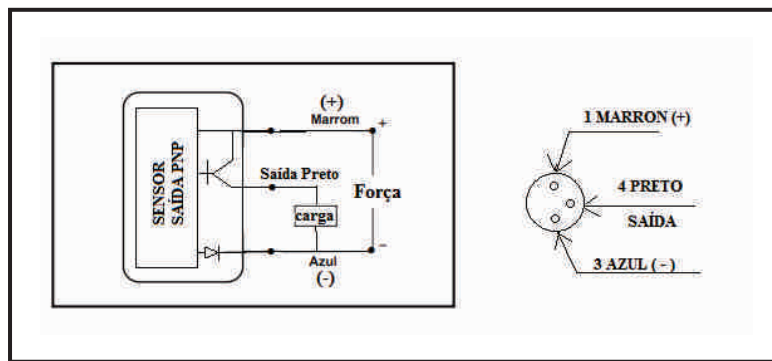 (+)
Marrom
+
SENSOR
SAÍDA PNP
Saída Preto
Força
carga
Azul
(-)
−
1 MARRON (+)
4 PRETO
SAÍDA
3 AZUL ( - )